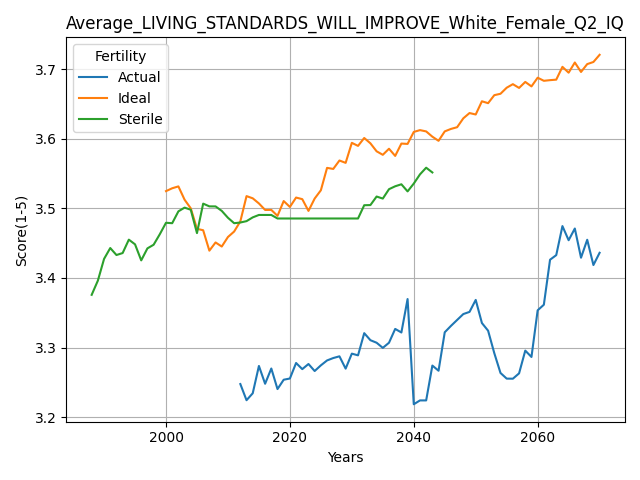 Average_LIVING_STANDARDS_WILL_IMPROVE_White_Female_Q2_IQ
Fertility
Actual
Ideal
Sterile
Score(1-5)
3.7
3.6
3.5
3.4
3.3
3.2
2000 2020 2040 2060
Years